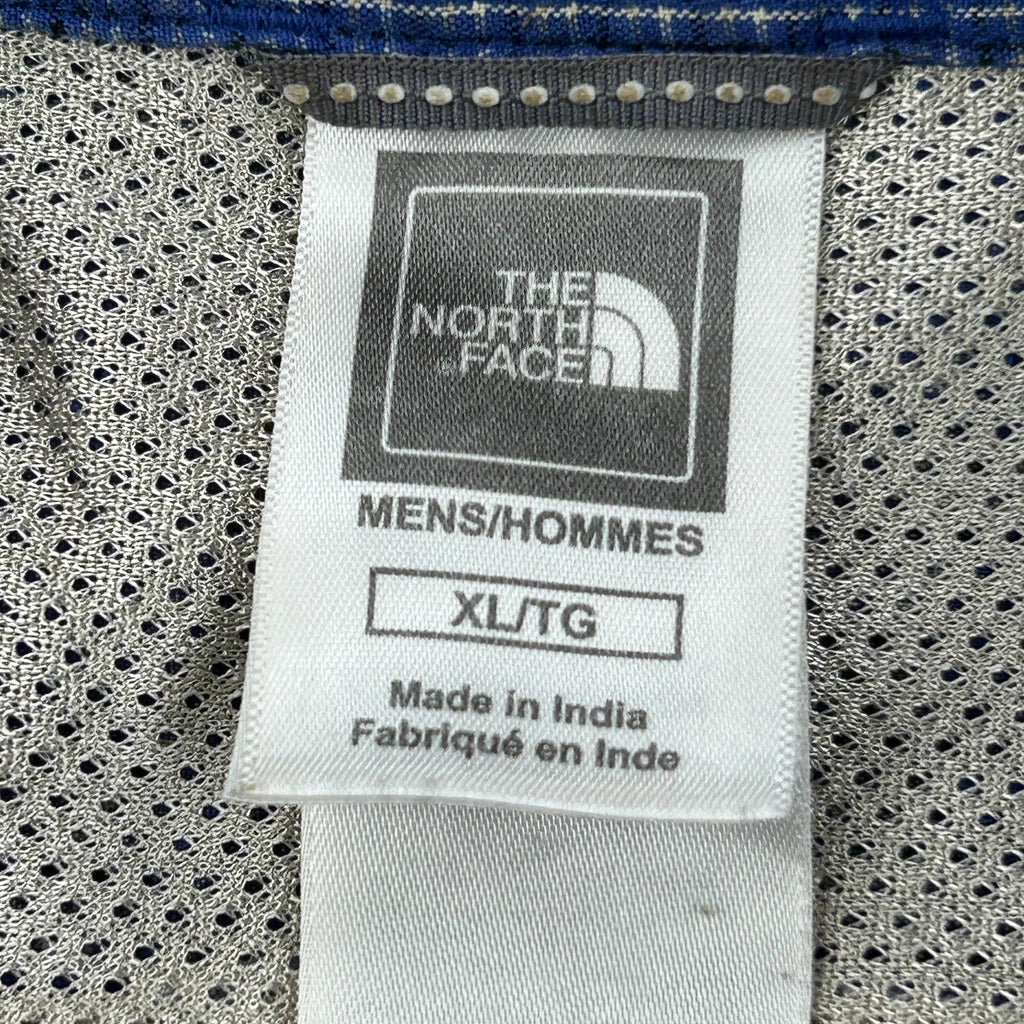 THE
NORTH
FACE
MENS/HOMMES
XL/TG
Made in India
Fabriqué en Inde